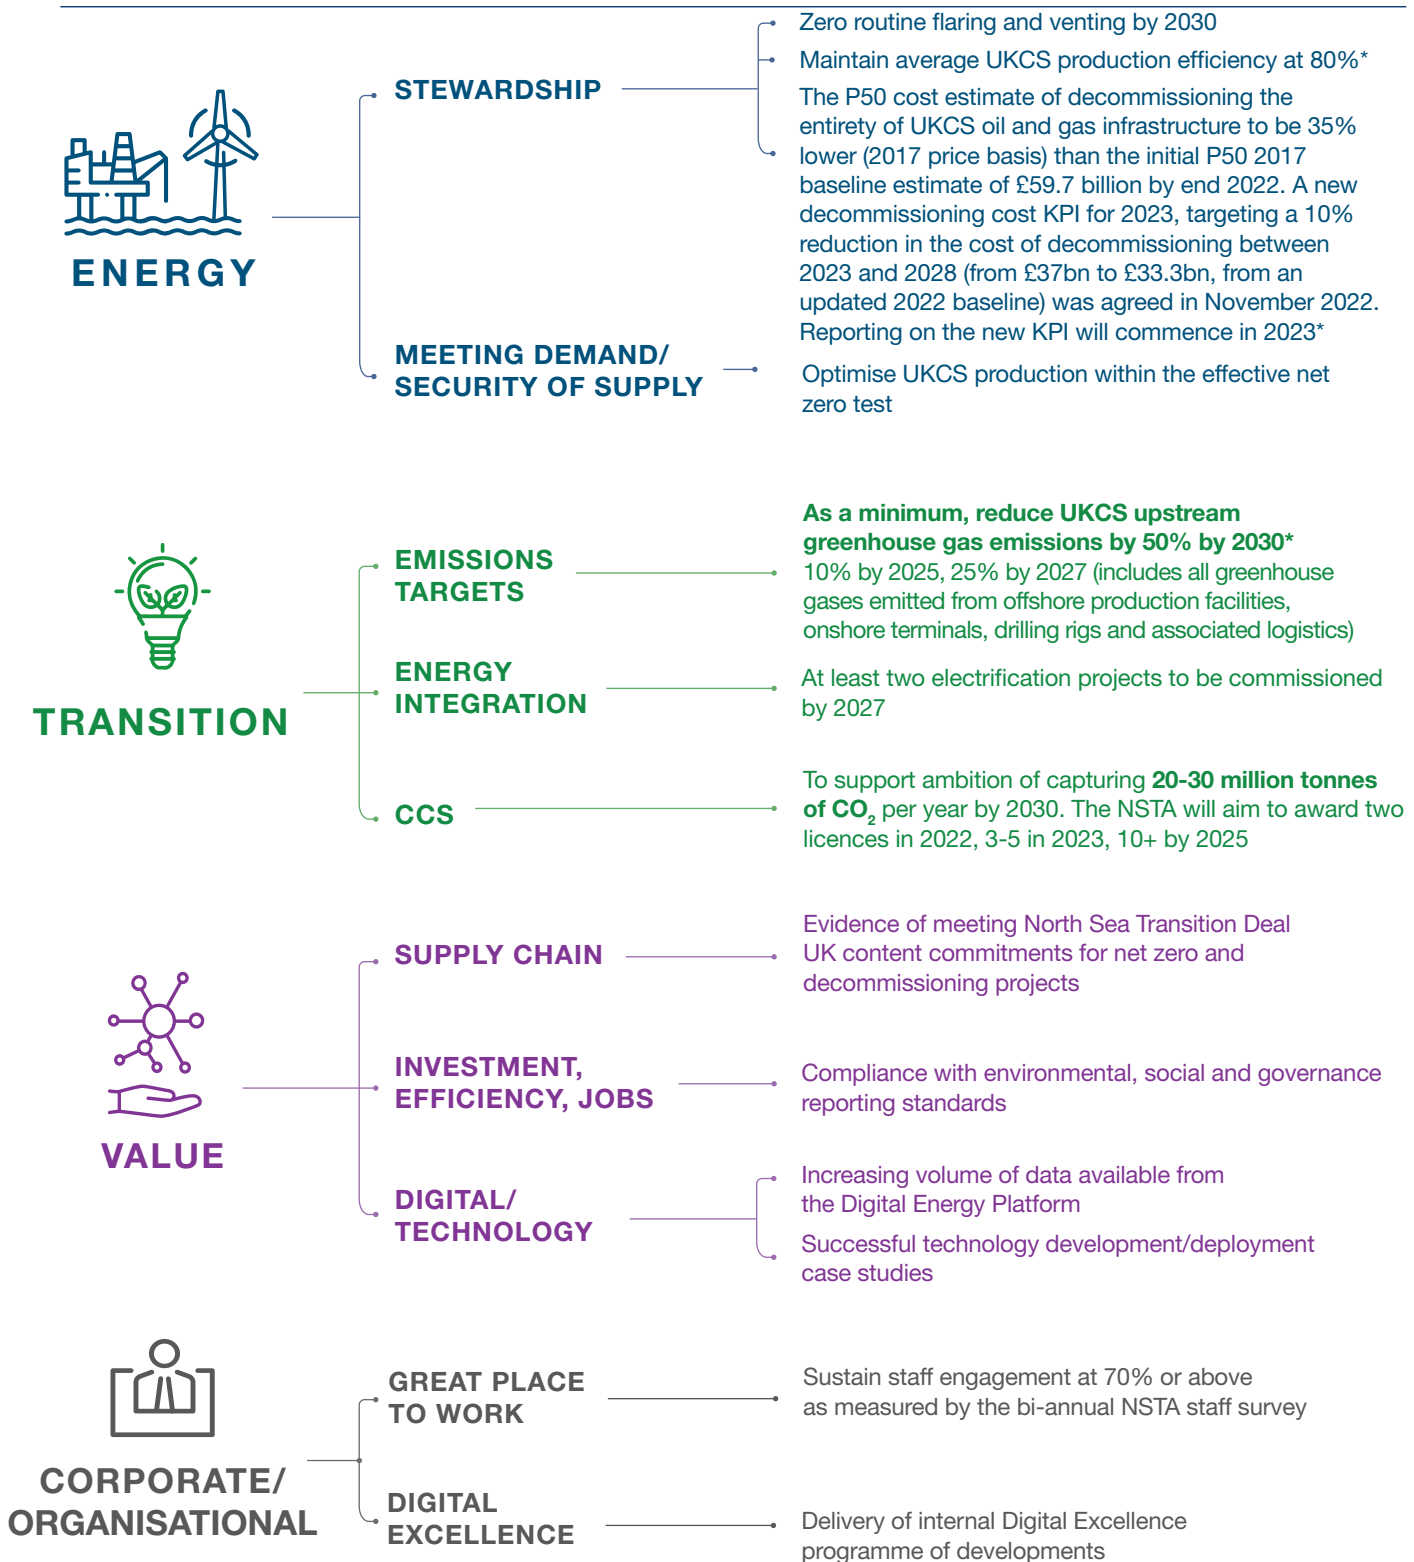 ENERGY
STEWARDSHIP
Zero routine flaring and venting by 2030
Maintain average UKCS production efficiency at 80%*
The P50 cost estimate of decommissioning the
entirety of UKCS oil and gas infrastructure to be 35%
lower (2017 price basis) than the initial P50 2017
baseline estimate of £59.7 billion by end 2022. A new
decommissioning cost KPI for 2023, targeting a 10%
reduction in the cost of decommissioning between
2023 and 2028 (from £37bn to £33.3bn, from an
updated 2022 baseline) was agreed in November 2022.
Reporting on the new KPI will commence in 2023*
MEETING DEMAND/
SECURITY OF SUPPLY
Optimise UKCS production within the effective net
zero test
TRANSITION
EMISSIONS
TARGETS
As a minimum, reduce UKCS upstream
greenhouse gas emissions by 50% by 2030*
10% by 2025, 25% by 2027 (includes all greenhouse
gases emitted from offshore production facilities,
onshore terminals, drilling rigs and associated logistics)
ENERGY
INTEGRATION
At least two electrification projects to be commissioned
by 2027
CCS
To support ambition of capturing 20-30 million tonnes
of CO₂ per year by 2030. The NSTA will aim to award two
licences in 2022, 3-5 in 2023, 10+ by 2025
VALUE
SUPPLY CHAIN
Evidence of meeting North Sea Transition Deal
UK content commitments for net zero and
decommissioning projects
INVESTMENT,
EFFICIENCY, JOBS
Compliance with environmental, social and governance
reporting standards
DIGITAL/
TECHNOLOGY
Increasing volume of data available from
the Digital Energy Platform
Successful technology development/deployment
case studies
CORPORATE/
ORGANISATIONAL
GREAT PLACE
TO WORK
Sustain staff engagement at 70% or above
as measured by the bi-annual NSTA staff survey
DIGITAL
EXCELLENCE
Delivery of internal Digital Excellence
programme of developments